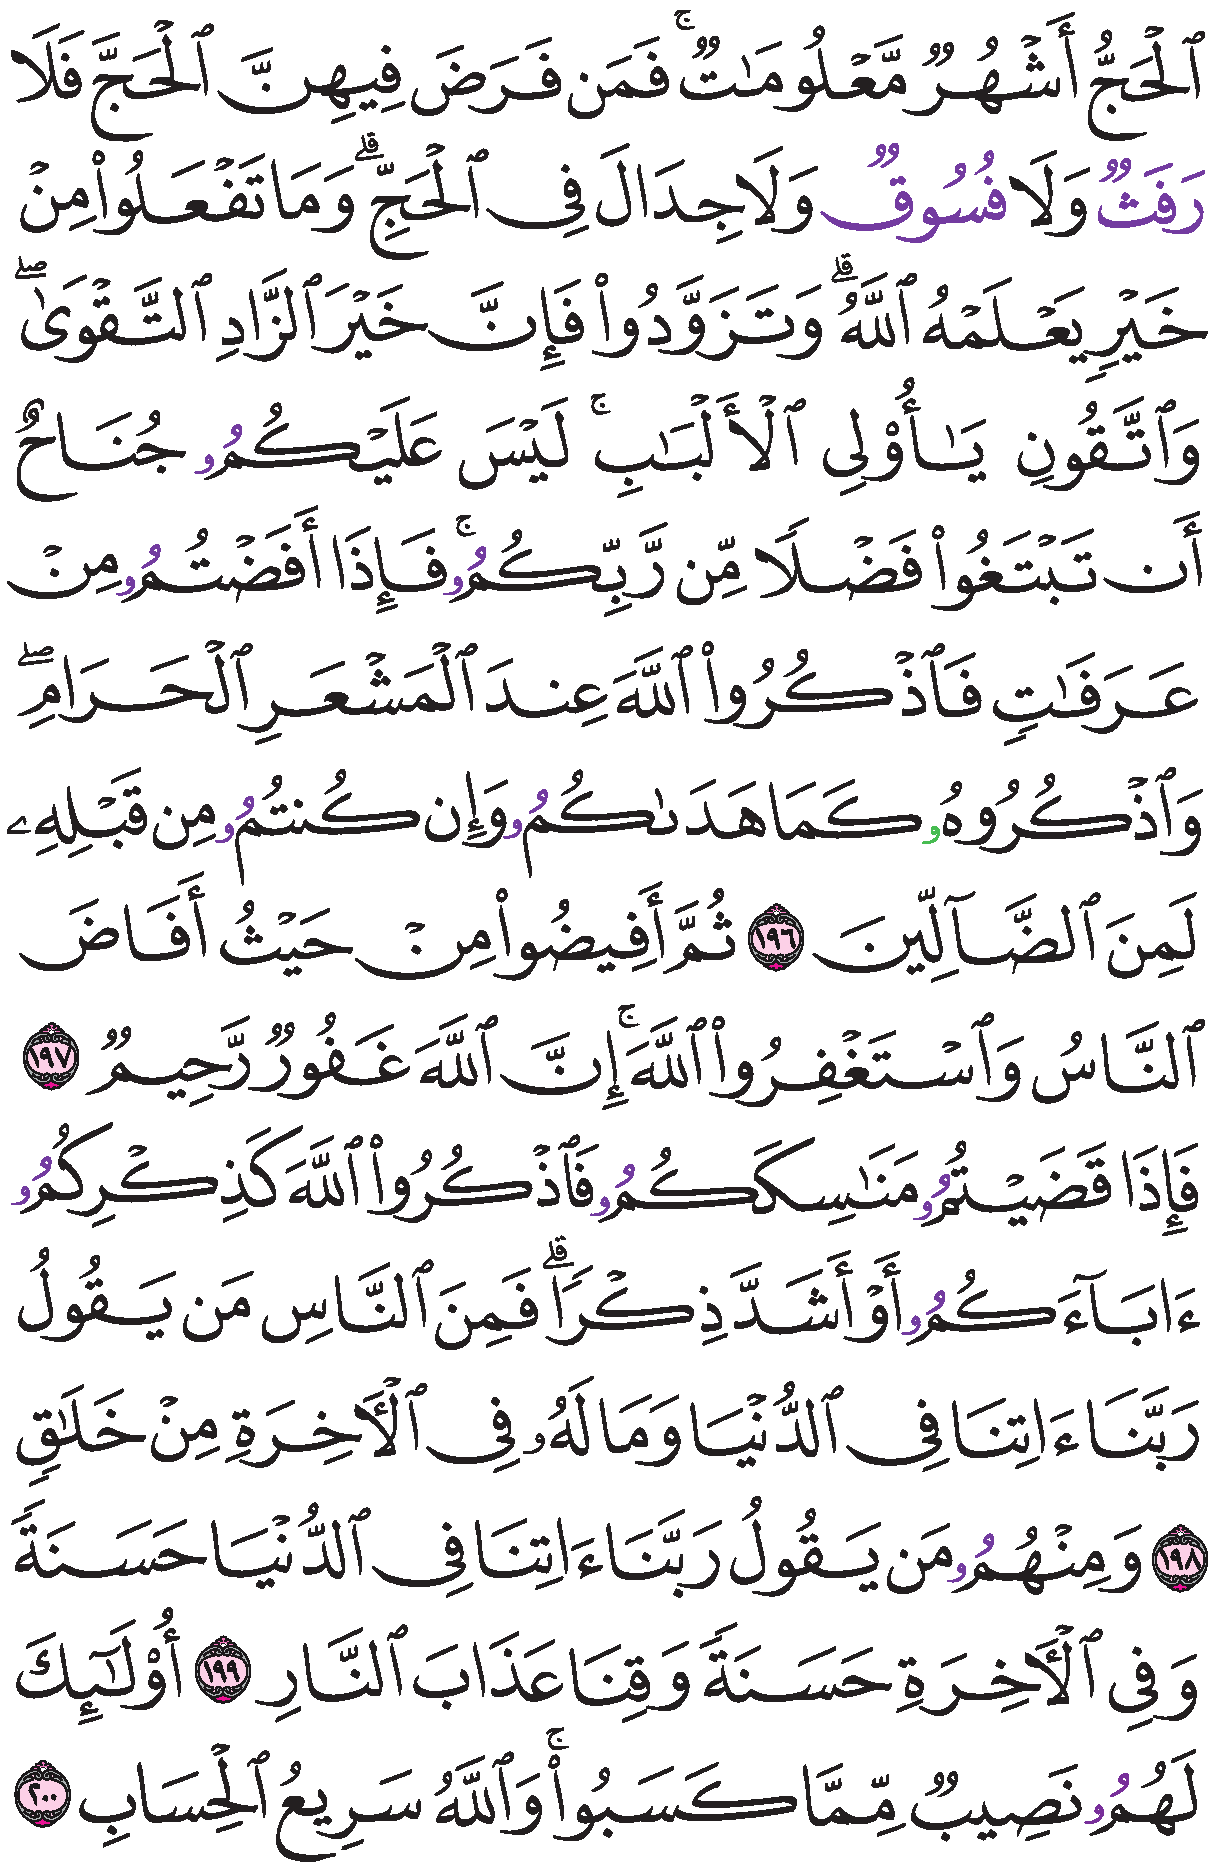 ٱلْحَجُّ أَشْهُرٌ مَّعْلُومَٰتٌ ۚ فَمَن فَرَضَ فِيهِنَّ ٱلْحَجَّ فَلَا
رَفَثٌ وَلَا فُسُوقٌ وَلَا جِدَالَ فِى ٱلْحَجِّ ۗ وَمَا تَفْعَلُوا۟ مِنْ
خَيْرٍ يَعْلَمْهُ ٱللَّهُ ۗ وَتَزَوَّدُوا۟ فَإِنَّ خَيْرَ ٱلزَّادِ ٱلتَّقْوَىٰ ۖ
وَٱتَّقُونِ يَٰٓأُو۟لِى ٱلْأَلْبَٰبِ ۚ لَيْسَ عَلَيْكُمُۥ جُنَاحٌ
أَن تَبْتَغُوا۟ فَضْلًا مِّن رَّبِّكُمُۥ ۚ فَإِذَا أَفَضْتُمُۥ مِنْ
عَرَفَٰتٍ فَٱذْكُرُوا۟ ٱللَّهَ عِندَ ٱلْمَشْعَرِ ٱلْحَرَامِ ۖ
وَٱذْكُرُوهُۥ كَمَا هَدَىٰكُمُۥ وَإِن كُنتُمُۥ مِن قَبْلِهِۦ
لَمِنَ ٱلضَّآلِّينَ ١٩٦ ثُمَّ أَفِيضُوا۟ مِنْ حَيْثُ أَفَاضَ
ٱلنَّاسُ وَٱسْتَغْفِرُوا۟ ٱللَّهَ ۚ إِنَّ ٱللَّهَ غَفُورٌ رَّحِيمٌ ١٩٧
فَإِذَا قَضَيْتُمُۥ مَنَٰسِكَكُمُۥ فَٱذْكُرُوا۟ ٱللَّهَ كَذِكْرِكُمُۥ
ءَابَآءَكُمُۥ أَوْ أَشَدَّ ذِكْرًا ۗ فَمِنَ ٱلنَّاسِ مَن يَقُولُ
رَبَّنَا ءَاتِنَا فِى ٱلدُّنْيَا وَمَا لَهُۥ فِى ٱلْأَخِرَةِ مِنْ خَلَٰقٍ
١٩٨ وَمِنْهُمُۥ مَن يَقُولُ رَبَّنَا ءَاتِنَا فِى ٱلدُّنْيَا حَسَنَةً
وَفِى ٱلْأَخِرَةِ حَسَنَةً وَقِنَا عَذَابَ ٱلنَّارِ ١٩٩ أُو۟لَٰٓئِكَ
لَهُمُۥ نَصِيبٌ مِّمَّا كَسَبُوا۟ ۚ وَٱللَّهُ سَرِيعُ ٱلْحِسَابِ ٢٠٠